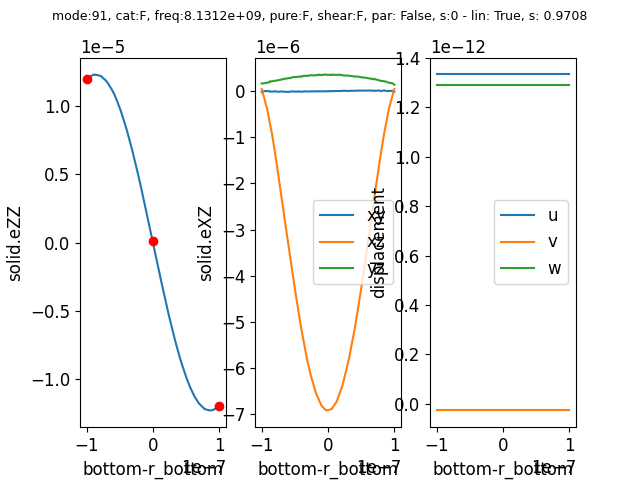 mode:91, cat:F, freq:8.1312e+09, pure:F, shear:F, par: False, s:0 - lin: True, s: 0.9708
1e−5
1e−6
1e−12
1.0
0.5
0.0
−0.5
−1.0
solid.eZZ
−1
0
1
1e−7
bottom-r_bottom
0
−1
−2
−3
−4
−5
−6
−7
solid.eXZ
xy
−1
0
1
1e−7
bottom-r_bottom
1.4
1.2
1.0
0.8
0.6
0.4
0.2
0.0
displacement
u
v
w
−1
0
1
1e−7
bottom-r_bottom